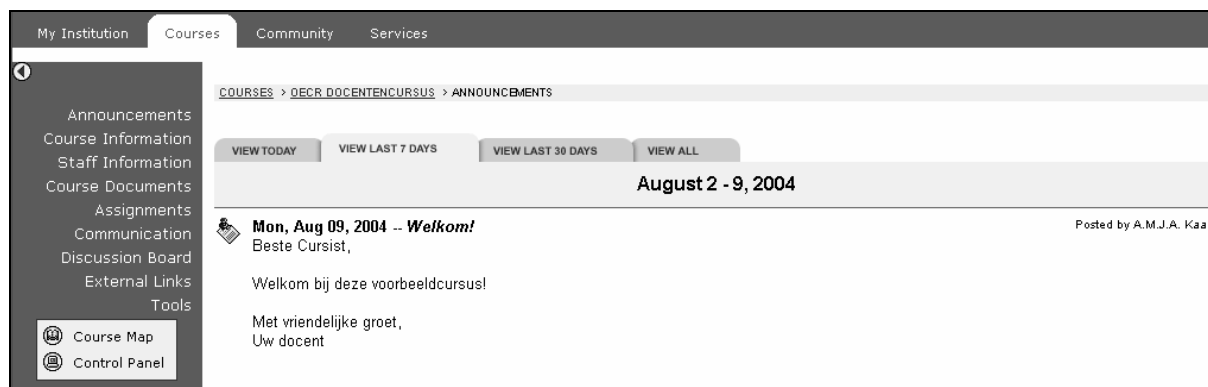 My Institution Courses Community Services
COURSES > OECR DOCENTENCURSUS > ANNOUNCEMENTS
Announcements
Course Information
Staff Information
Course Documents
Assignments
Communication
Discussion Board
External Links
Tools
Course Map
Control Panel
VIEW TODAY VIEW LAST 7 DAYS VIEW LAST 30 DAYS VIEW ALL
August 2 - 9, 2004
Mon, Aug 09, 2004 -- Welkom! Posted by A.M.J.A. Kaa
Beste Cursist,
Welkom bij deze voorbeeldcursus!
Met vriendelijke groet,
Uw docent